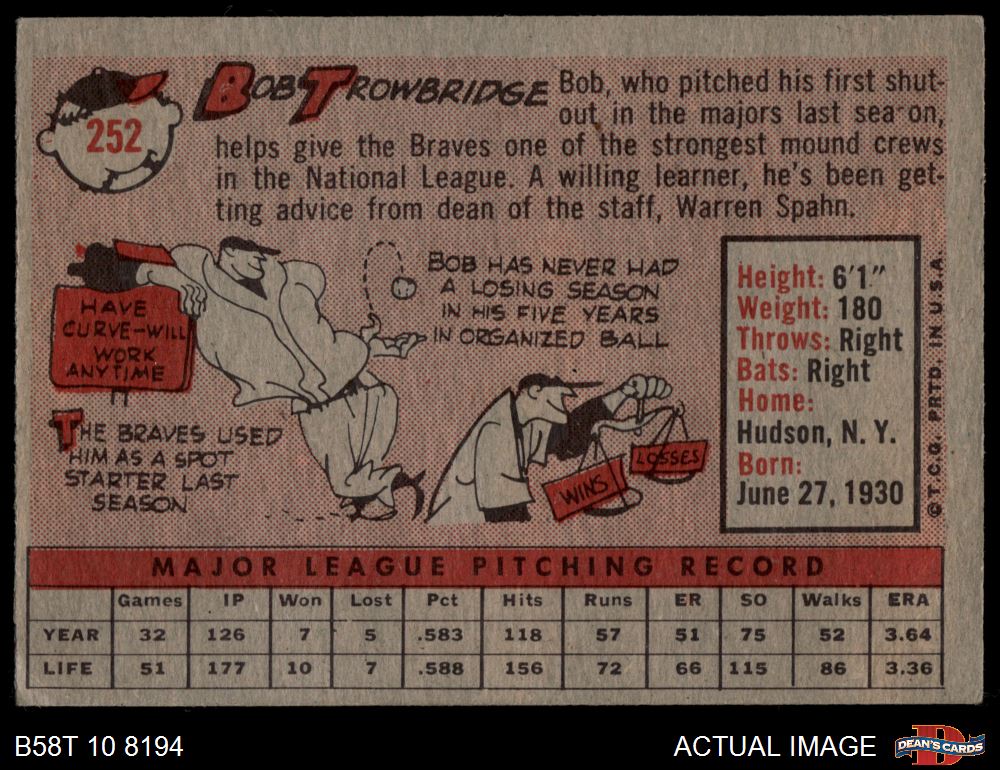 252
BOB TROWBRIDGE
Bob, who pitched his first shut-
out in the majors last sea on,
helps give the Braves one of the strongest mound crews
in the National League. A willing learner, he's been get-
ting advice from dean of the staff, Warren Spahn.
HAVE
CURVE-WILL
WORK
ANYTIME
THE BRAVES USED
HIM AS A SPOT
STARTER LAST
SEASON
BOB HAS NEVER HAD
A LOSING SEASON
IN HIS FIVE YEARS
IN ORGANIZED BALL
WINS
LOSSES
Height: 6'1"
Weight: 180
Throws: Right
Bats: Right
Home:
Hudson, N. Y.
Born:
June 27, 1930
© T.C.G. PRTD. IN U.S.A.
MAJOR LEAGUE PITCHING RECORD
Games IP Won Lost Pct Hits Runs ER SO Walks ERA
YEAR 32 126 7 5 .583 118 57 51 75 52 3.64
LIFE 51 177 10 7 .588 156 72 66 115 86 3.36
B58T 10 8194
ACTUAL IMAGE
D
DEAN'S CARDS